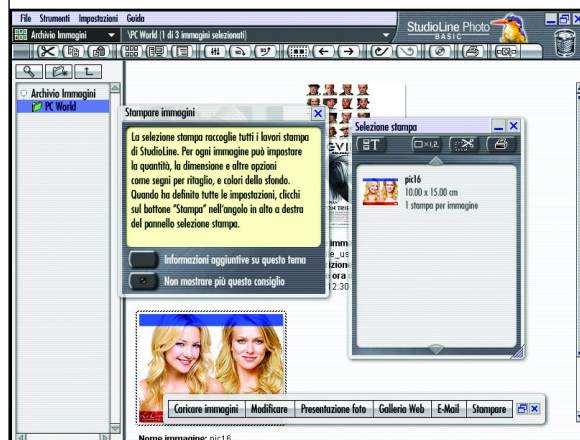 File Strumenti Impostazioni Guida
StudioLine Photo
BASIC
Archivio Immagini
\PC World (1 di 3 immagini selezionati)
Archivio Immagini
PC World
Stampare immagini
La selezione stampa raccoglie tutti i lavori stampa
di StudioLine. Per ogni immagine può impostare
la quantità, la dimensione e altre opzioni
come segni per ritaglio, e colori dello sfondo.
Quando ha definito tutte le impostazioni, clicchi
sul bottone "Stampa" nell'angolo in alto a destra
del pannello selezione stampa.
Informazioni aggiuntive su questo tema
Non mostrare più questo consiglio
Selezione stampa
×1,2,
pic16
10.00 x 15.00 cm
1 stampa per immagine
Caricare immagini Modificare Presentazione foto Galleria Web E-Mail Stampare
Nome immagine: pic16